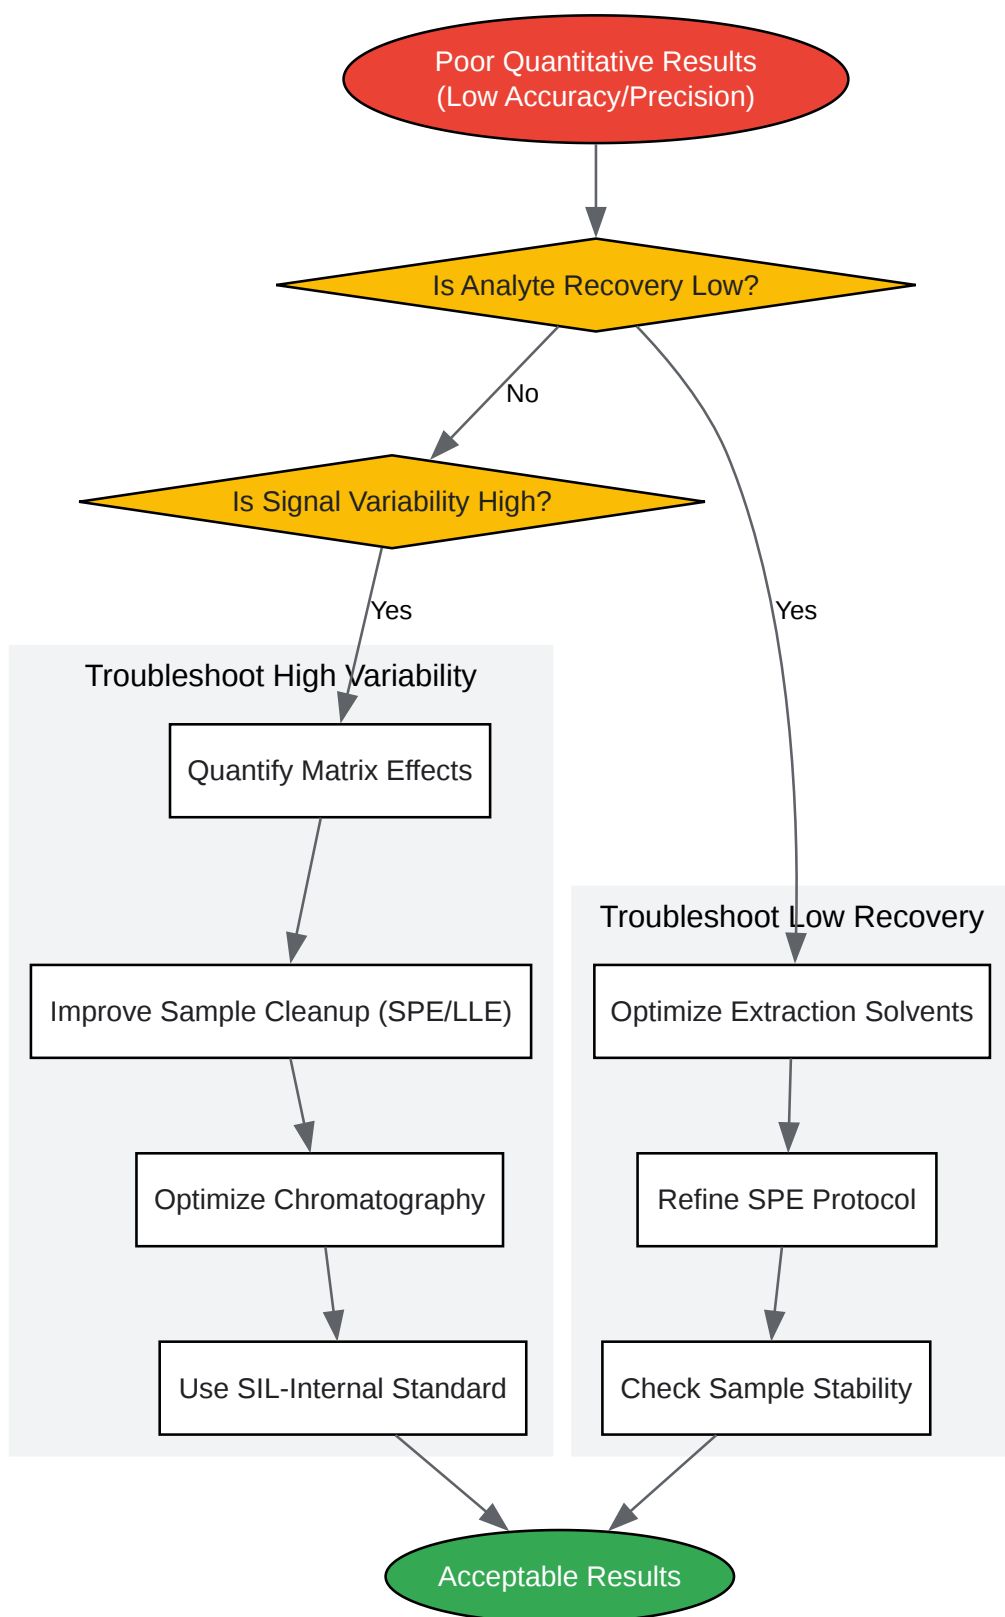 Poor Quantitative Results
(Low Accuracy/Precision)
Is Analyte Recovery Low?
No
Is Signal Variability High?
Yes
Yes
Troubleshoot High Variability
Quantify Matrix Effects
Improve Sample Cleanup (SPE/LLE)
Optimize Chromatography
Use SIL-Internal Standard
Troubleshoot Low Recovery
Optimize Extraction Solvents
Refine SPE Protocol
Check Sample Stability
Acceptable Results